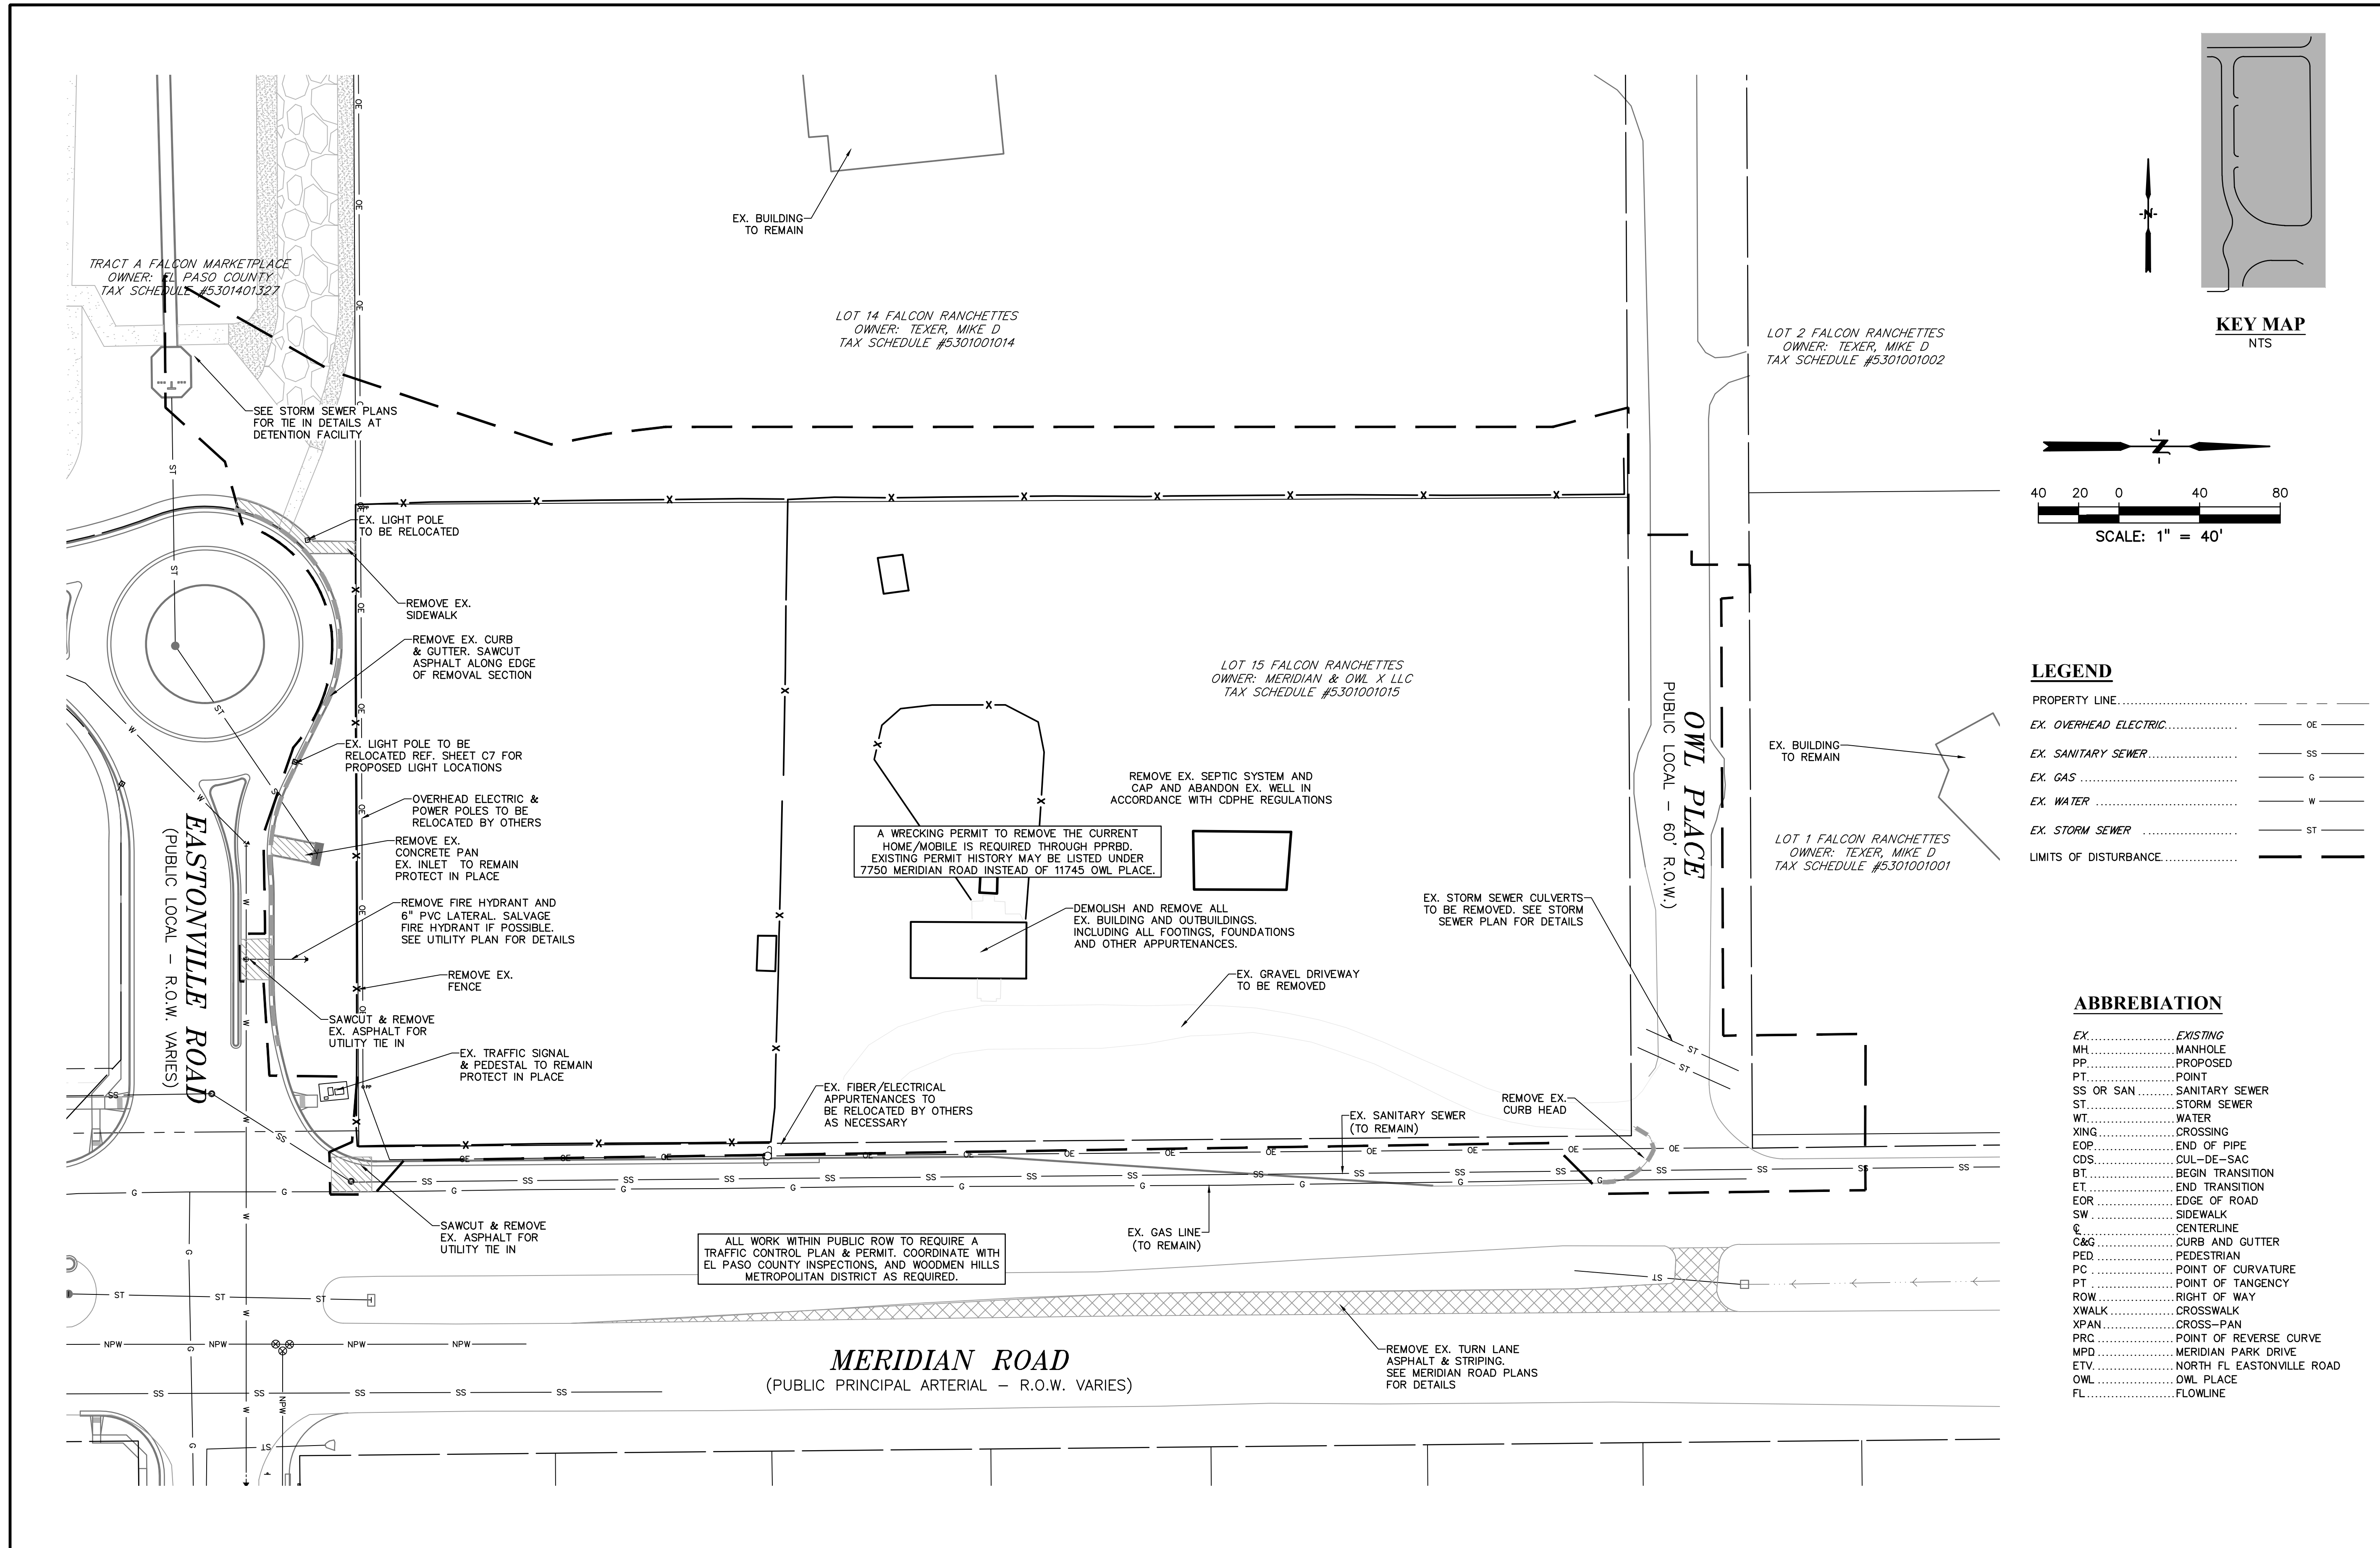 TRACT A FALCON MARKETPLACE
OWNER: EL PASO COUNTY
TAX SCHEDULE #5301401327
EX. BUILDING
TO REMAIN
LOT 14 FALCON RANCHETTES
OWNER: TEXER, MIKE D
TAX SCHEDULE #5301001014
LOT 2 FALCON RANCHETTES
OWNER: TEXER, MIKE D
TAX SCHEDULE #5301001002
SEE STORM SEWER PLANS
FOR TIE IN DETAILS AT
DETENTION FACILITY
EX. LIGHT POLE
TO BE RELOCATED
REMOVE EX.
SIDEWALK
REMOVE EX. CURB
& GUTTER. SAWCUT
ASPHALT ALONG EDGE
OF REMOVAL SECTION
EX. LIGHT POLE TO BE
RELOCATED REF. SHEET C7 FOR
PROPOSED LIGHT LOCATIONS
OVERHEAD ELECTRIC &
POWER POLES TO BE
RELOCATED BY OTHERS
REMOVE EX.
CONCRETE PAN
EX. INLET TO REMAIN
PROTECT IN PLACE
REMOVE FIRE HYDRANT AND
6" PVC LATERAL. SALVAGE
FIRE HYDRANT IF POSSIBLE.
SEE UTILITY PLAN FOR DETAILS
REMOVE EX.
FENCE
SAWCUT & REMOVE
EX. ASPHALT FOR
UTILITY TIE IN
EX. TRAFFIC SIGNAL
& PEDESTAL TO REMAIN
PROTECT IN PLACE
EASTONVILLE ROAD
(PUBLIC LOCAL - R.O.W. VARIES)
LOT 15 FALCON RANCHETTES
OWNER: MERIDIAN & OWL X LLC
TAX SCHEDULE #5301001015
REMOVE EX. SEPTIC SYSTEM AND
CAP AND ABANDON EX. WELL IN
ACCORDANCE WITH CDPHE REGULATIONS
A WRECKING PERMIT TO REMOVE THE CURRENT
HOME/MOBILE IS REQUIRED THROUGH PPRBD.
EXISTING PERMIT HISTORY MAY BE LISTED UNDER
7750 MERIDIAN ROAD INSTEAD OF 11745 OWL PLACE.
DEMOLISH AND REMOVE ALL
EX. BUILDING AND OUTBUILDINGS.
INCLUDING ALL FOOTINGS, FOUNDATIONS
AND OTHER APPURTENANCES.
EX. GRAVEL DRIVEWAY
TO BE REMOVED
EX. STORM SEWER CULVERTS
TO BE REMOVED. SEE STORM
SEWER PLAN FOR DETAILS
OWL PLACE
PUBLIC LOCAL - 60' R.O.W.)
EX. BUILDING
TO REMAIN
LOT 1 FALCON RANCHETTES
OWNER: TEXER, MIKE D
TAX SCHEDULE #5301001001
EX. FIBER/ELECTRICAL
APPURTENANCES TO
BE RELOCATED BY OTHERS
AS NECESSARY
EX. SANITARY SEWER
(TO REMAIN)
REMOVE EX.
CURB HEAD
SAWCUT & REMOVE
EX. ASPHALT FOR
UTILITY TIE IN
ALL WORK WITHIN PUBLIC ROW TO REQUIRE A
TRAFFIC CONTROL PLAN & PERMIT. COORDINATE WITH
EL PASO COUNTY INSPECTIONS, AND WOODMEN HILLS
METROPOLITAN DISTRICT AS REQUIRED.
EX. GAS LINE
(TO REMAIN)
REMOVE EX. TURN LANE
ASPHALT & STRIPING.
SEE MERIDIAN ROAD PLANS
FOR DETAILS
MERIDIAN ROAD
(PUBLIC PRINCIPAL ARTERIAL - R.O.W. VARIES)
N
KEY MAP
NTS
N
40 20 0 40 80
SCALE: 1" = 40'
LEGEND
PROPERTY LINE
EX. OVERHEAD ELECTRIC OE
EX. SANITARY SEWER SS
EX. GAS G
EX. WATER W
EX. STORM SEWER ST
LIMITS OF DISTURBANCE
ABBREBIATION
EX EXISTING
MH MANHOLE
PP PROPOSED
PT POINT
SS OR SAN SANITARY SEWER
ST STORM SEWER
WT WATER
XING CROSSING
EOP END OF PIPE
CDS CUL-DE-SAC
BT BEGIN TRANSITION
ET END TRANSITION
EOR EDGE OF ROAD
SW SIDEWALK
℄ CENTERLINE
C&G CURB AND GUTTER
PED PEDESTRIAN
PC POINT OF CURVATURE
PT POINT OF TANGENCY
ROW RIGHT OF WAY
XWALK CROSSWALK
XPAN CROSS-PAN
PRC POINT OF REVERSE CURVE
MPD MERIDIAN PARK DRIVE
ETV NORTH FL EASTONVILLE ROAD
OWL OWL PLACE
FL FLOWLINE